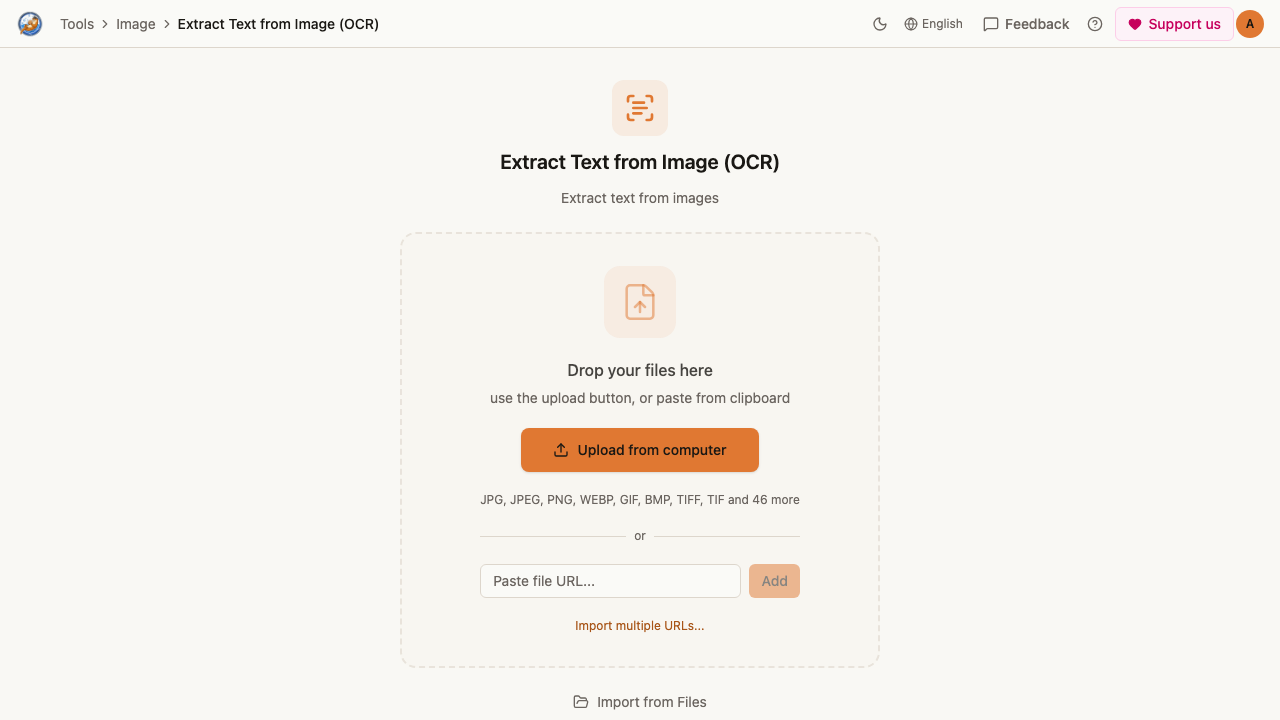 Tools > Image > Extract Text from Image (OCR)
English
Feedback
Support us
A
Extract Text from Image (OCR)
Extract text from images
Drop your files here
use the upload button, or paste from clipboard
Upload from computer
JPG, JPEG, PNG, WEBP, GIF, BMP, TIFF, TIF and 46 more
or
Paste file URL...
Add
Import multiple URLs...
Import from Files